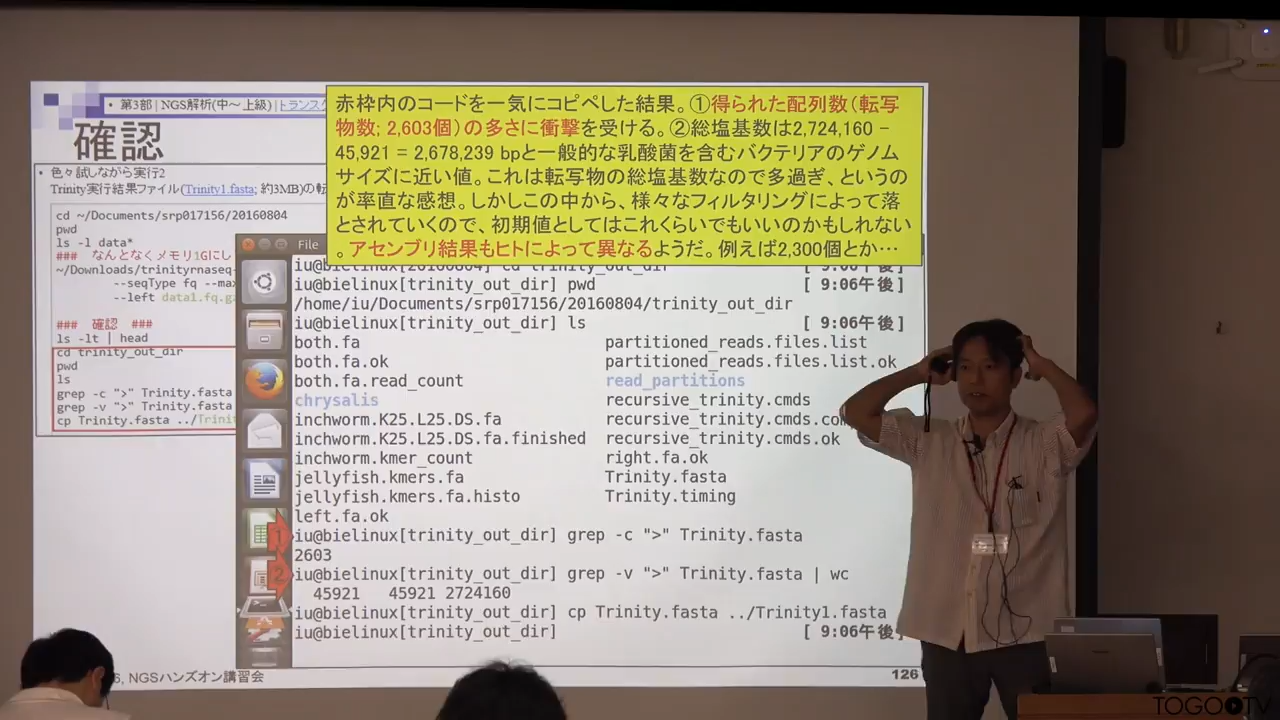 • 第3部 | NGS解析(中～上級) | トランスク
確認
赤枠内のコードを一気にコピペした結果。①得られた配列数(転写
物数; 2,603個)の多さに衝撃を受ける。②総塩基数は2,724,160 –
45,921 = 2,678,239 bpと一般的な乳酸菌を含むバクテリアのゲノム
サイズに近い値。これは転写物の総塩基数なので多過ぎ、というの
が率直な感想。しかしこの中から、様々なフィルタリングによって落
とされていくので、初期値としてはこれくらいでもいいのかもしれない
。アセンブリ結果もヒトによって異なるようだ。例えば2,300個とか…
• 色々試しながら実行2
Trinity実行結果ファイル(Trinity1.fasta; 約3MB)の転
cd ~/Documents/srp017156/20160804
pwd
ls -l data*
### なんとなくメモリ1Gにし
~/Downloads/trinityrnaseq-
--seqType fq --max
--left data1.fq.gz
### 確認 ###
ls -lt | head
cd trinity_out_dir
pwd
ls
grep -c ">" Trinity.fasta
grep -v ">" Trinity.fasta
cp Trinity.fasta ../Trinit
File
iu@bielinux[20160804] cd trinity_out_dir [ 9:06午後]
iu@bielinux[trinity_out_dir] pwd [ 9:06午後]
/home/iu/Documents/srp017156/20160804/trinity_out_dir
iu@bielinux[trinity_out_dir] ls [ 9:06午後]
both.fa partitioned_reads.files.list
both.fa.ok partitioned_reads.files.list.ok
both.fa.read_count read_partitions
chrysalis recursive_trinity.cmds
inchworm.K25.L25.DS.fa recursive_trinity.cmds.com
inchworm.K25.L25.DS.fa.finished recursive_trinity.cmds.ok
inchworm.kmer_count right.fa.ok
jellyfish.kmers.fa Trinity.fasta
jellyfish.kmers.fa.histo Trinity.timing
left.fa.ok
1 iu@bielinux[trinity_out_dir] grep -c ">" Trinity.fasta
2603
2 iu@bielinux[trinity_out_dir] grep -v ">" Trinity.fasta | wc
45921 45921 2724160
iu@bielinux[trinity_out_dir] cp Trinity.fasta ../Trinity1.fasta
iu@bielinux[trinity_out_dir] [ 9:06午後]
6, NGSハンズオン講習会
126
TOGOTV